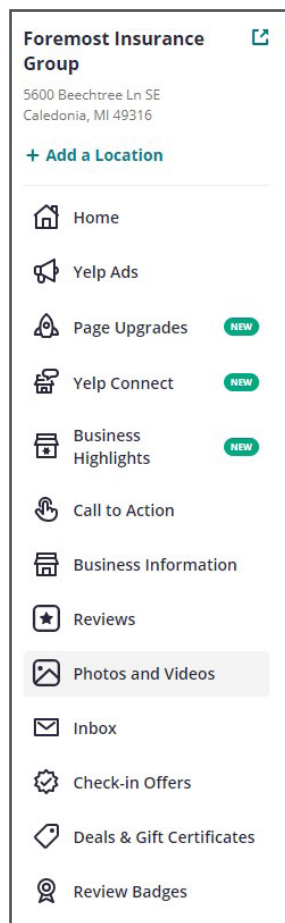 Foremost Insurance
Group
5600 Beechtree Ln SE
Caledonia, MI 49316
+ Add a Location
Home
Yelp Ads
Page Upgrades NEW
Yelp Connect NEW
Business
Highlights NEW
Call to Action
Business Information
Reviews
Photos and Videos
Inbox
Check-in Offers
Deals & Gift Certificates
Review Badges